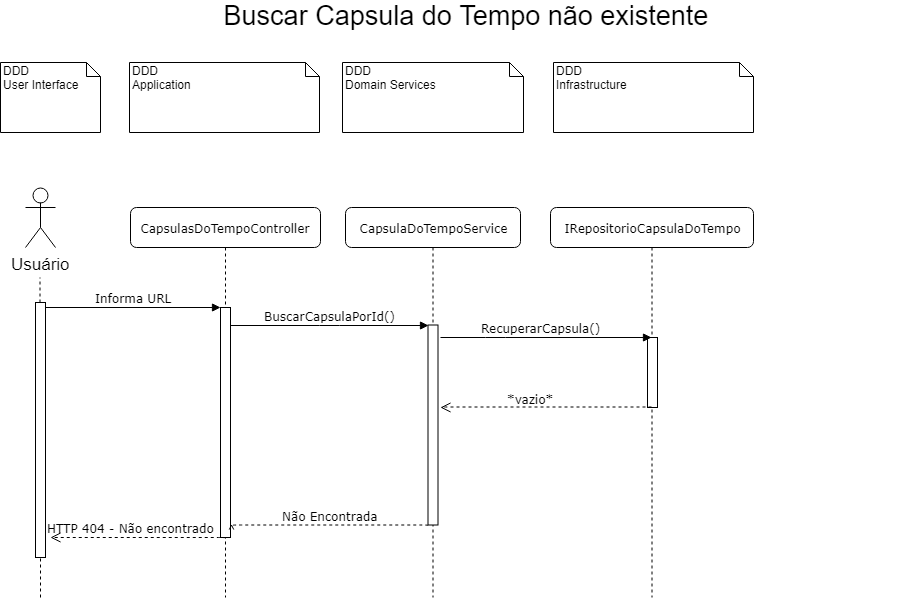 Buscar Capsula do Tempo não existente
DDD
User Interface
DDD
Application
DDD
Domain Services
DDD
Infrastructure
Usuário
CapsulasDoTempoController
CapsulaDoTempoService
IRepositorioCapsulaDoTempo
Informa URL
BuscarCapsulaPorId()
RecuperarCapsula()
*vazio*
Não Encontrada
HTTP 404 - Não encontrado